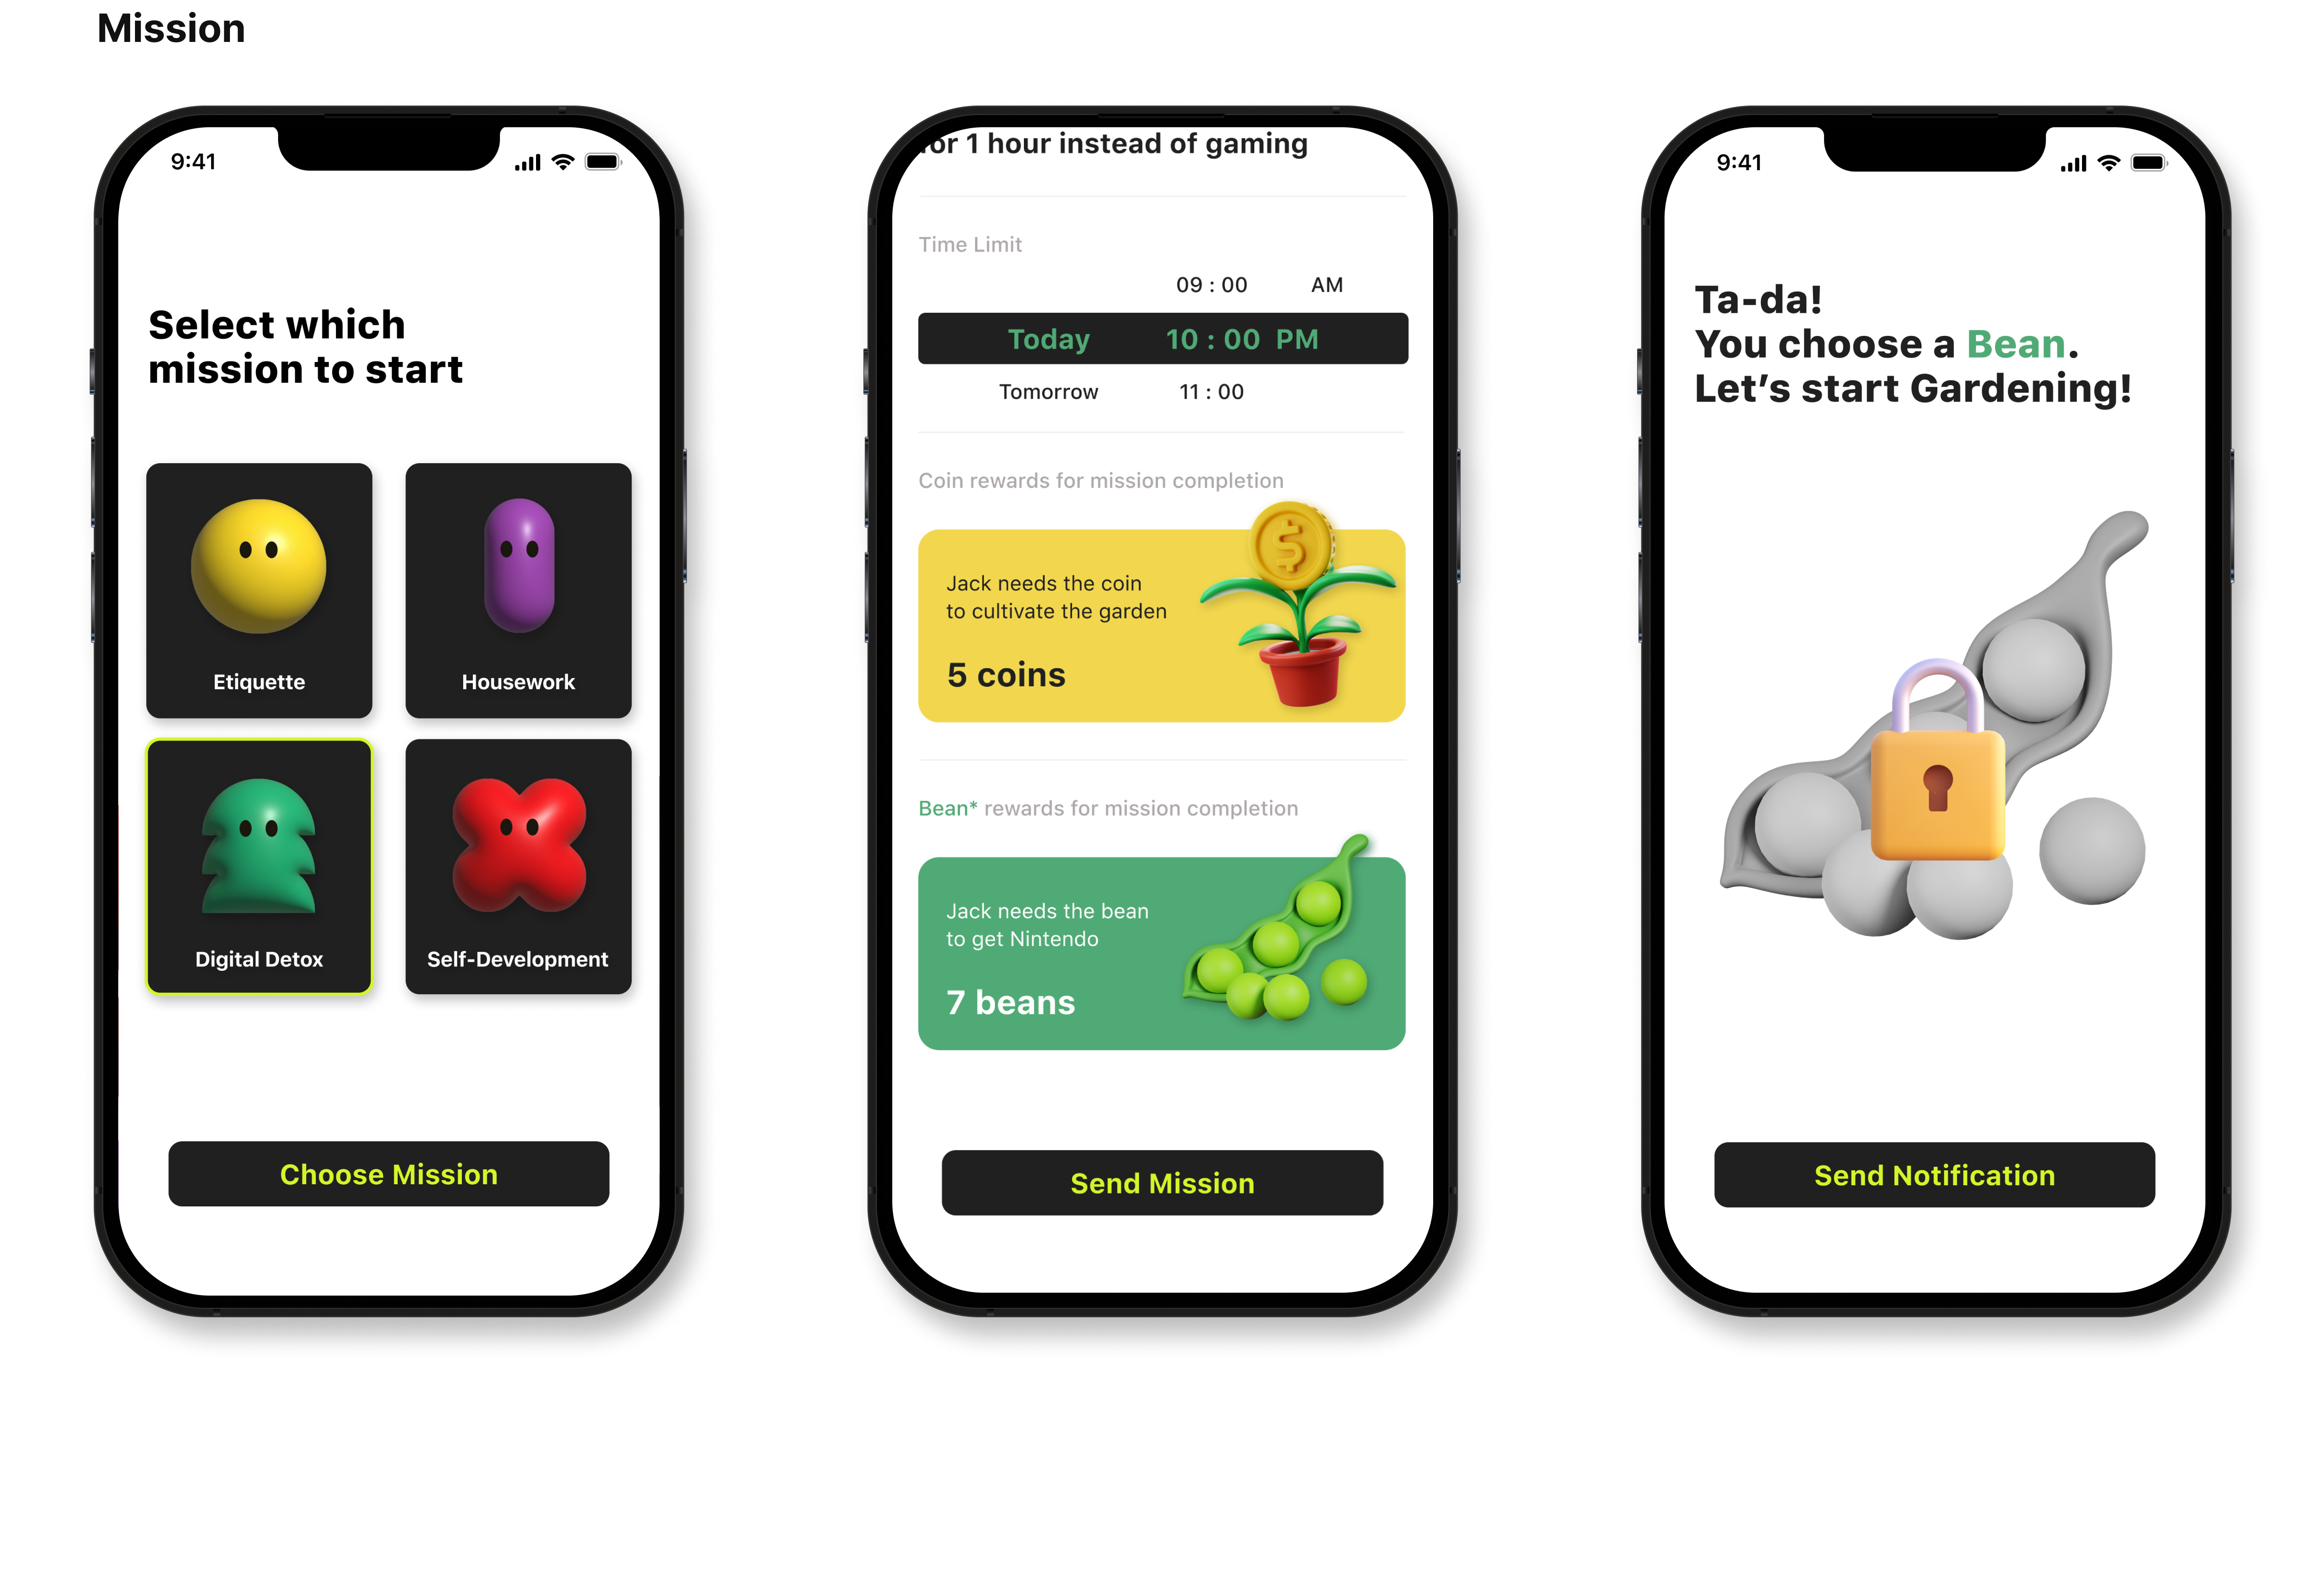 Mission
9:41
Select which
mission to start
Etiquette
Housework
Digital Detox
Self-Development
Choose Mission
for 1 hour instead of gaming
Time Limit
09 : 00 AM
Today 10 : 00 PM
Tomorrow 11 : 00
Coin rewards for mission completion
Jack needs the coin
to cultivate the garden
5 coins
$
Bean* rewards for mission completion
Jack needs the bean
to get Nintendo
7 beans
Send Mission
9:41
Ta-da!
You choose a Bean.
Let’s start Gardening!
Send Notification